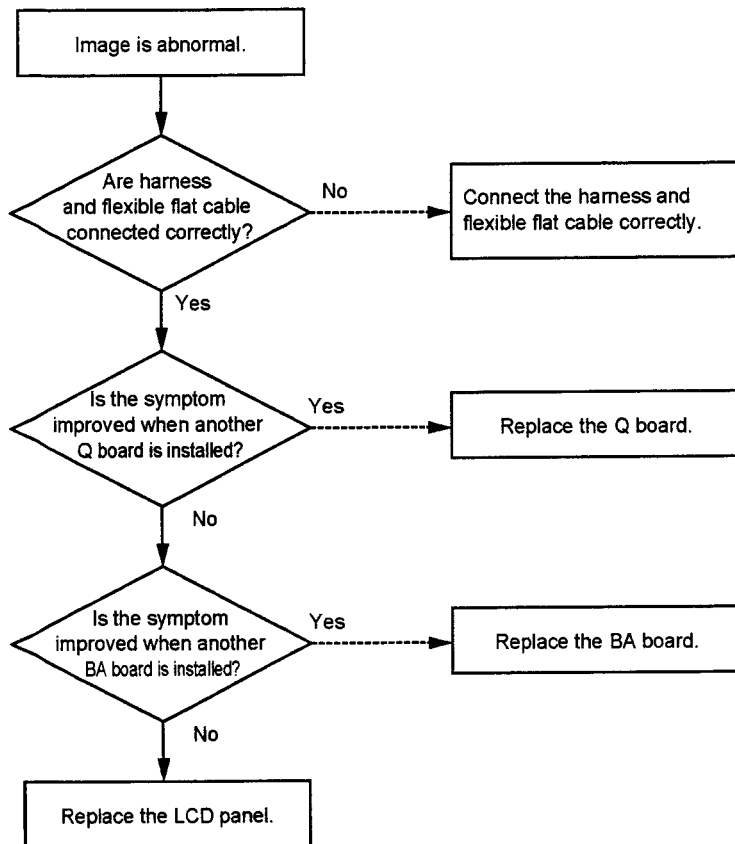 Image is abnormal.
Are harness
and flexible flat cable
connected correctly?
No
Connect the harness and
flexible flat cable correctly.
Yes
Is the symptom
improved when another
Q board is installed?
Yes
Replace the Q board.
No
Is the symptom
improved when another
BA board is installed?
Yes
Replace the BA board.
No
Replace the LCD panel.